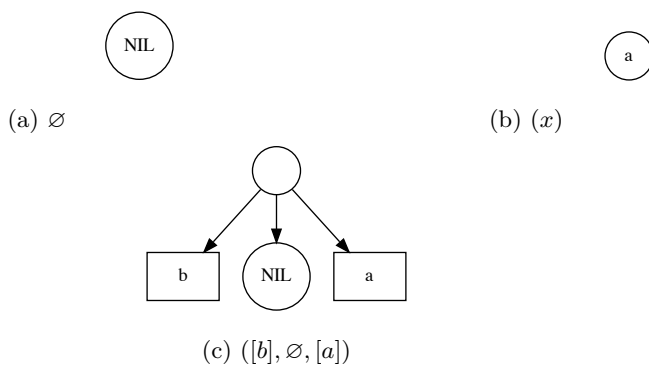 NIL
a
(a) ∅
(b) (x)
b
NIL
a
(c) ([b], ∅, [a])